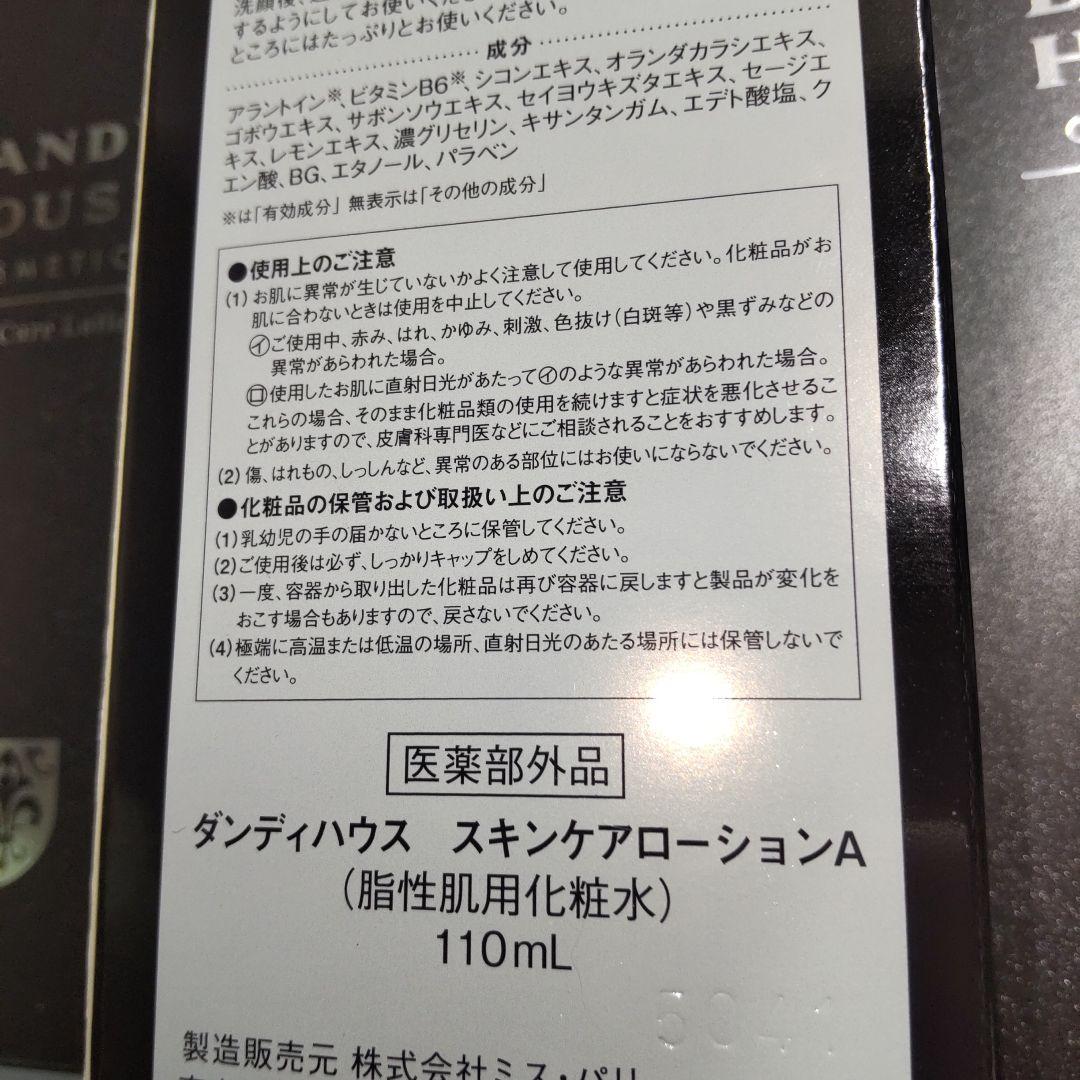 するようにしてお使いください。
ところにはたっぷりとお使いください。
成分
アラントイン※、ビタミンB6※、シコンエキス、オランダカラシエキス、
ゴボウエキス、サボンソウエキス、セイヨウキズタエキス、セージエ
キス、レモンエキス、濃グリセリン、キサンタンガム、エデト酸塩、ク
エン酸、BG、エタノール、パラベン
※は「有効成分」 無表示は「その他の成分」
●使用上のご注意
(1) お肌に異常が生じていないかよく注意して使用してください。化粧品がお
肌に合わないときは使用を中止してください。
㋑ご使用中、赤み、はれ、かゆみ、刺激、色抜け(白斑等)や黒ずみなどの
異常があらわれた場合。
㋺使用したお肌に直射日光があたって㋑のような異常があらわれた場合。
これらの場合、そのまま化粧品類の使用を続けますと症状を悪化させるこ
とがありますので、皮膚科専門医などにご相談されることをおすすめします。
(2) 傷、はれもの、しっしんなど、異常のある部位にはお使いにならないでください。
●化粧品の保管および取扱い上のご注意
(1)乳幼児の手の届かないところに保管してください。
(2)ご使用後は必ず、しっかりキャップをしめてください。
(3)一度、容器から取り出した化粧品は再び容器に戻しますと製品が変化を
おこす場合もありますので、戻さないでください。
(4)極端に高温または低温の場所、直射日光のあたる場所には保管しないで
ください。
医薬部外品
ダンディハウス スキンケアローションA
(脂性肌用化粧水)
110mL
製造販売元 株式会社ミス・パリ
AND
OUS
SMETIC
Care
H